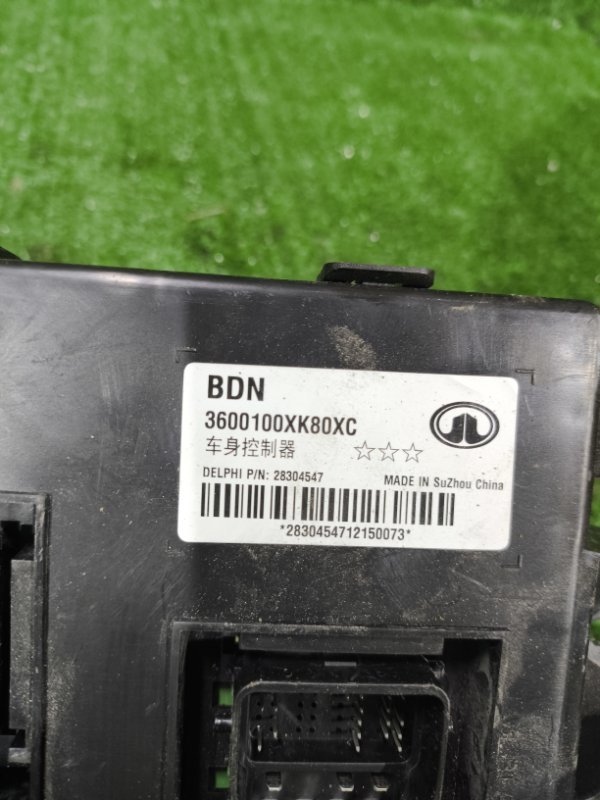 BDN
3600100XK80XC
车身控制器 ☆☆☆
DELPHI P/N: 28304547 MADE IN SuZhou China
*2830454712150073*